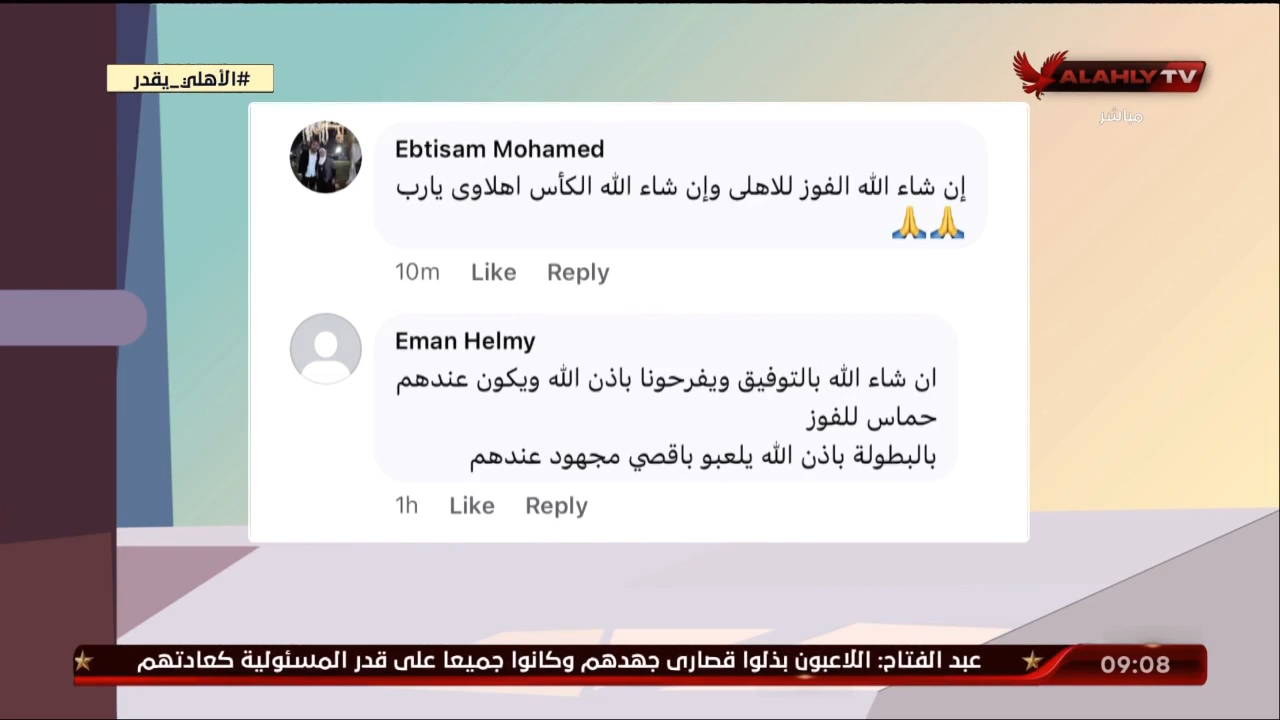 #الأهلي_يقدر
ALAHLY TV
مباشر
Ebtisam Mohamed
إن شاء الله الفوز للاهلى وإن شاء الله الكأس اهلاوى يارب
🙏🙏
10m Like Reply
Eman Helmy
ان شاء الله بالتوفيق ويفرحونا باذن الله ويكون عندهم
حماس للفوز
بالبطولة باذن الله يلعبو باقصي مجهود عندهم
1h Like Reply
عبد الفتاح: اللاعبون بذلوا قصارى جهدهم وكانوا جميعا على قدر المسئولية كعادتهم
09:08